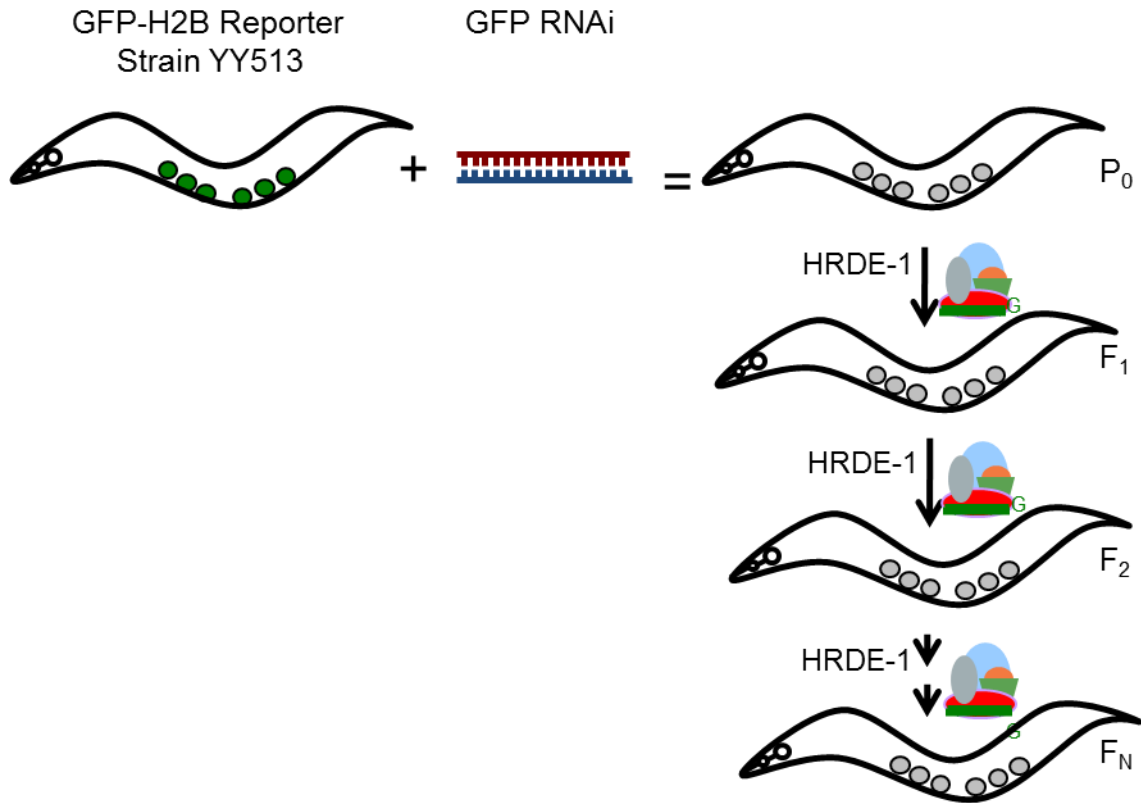 GFP-H2B Reporter
Strain YY513
GFP RNAi
+
=
P0
HRDE-1
G
F1
HRDE-1
G
F2
HRDE-1
G
FN